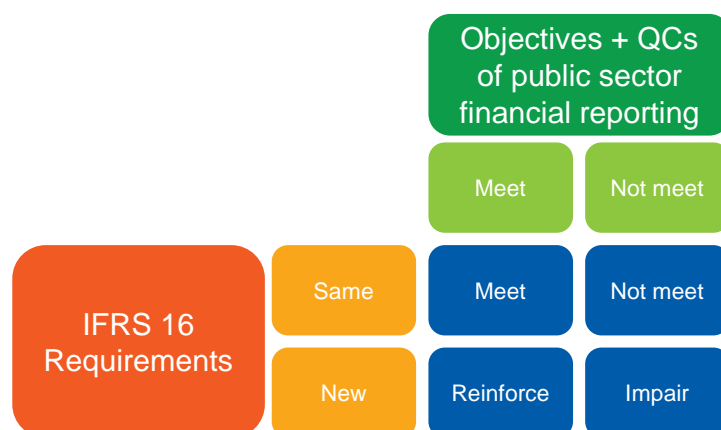 Objectives + QCs
of public sector
financial reporting
Meet
Not meet
IFRS 16
Requirements
Same
Meet
Not meet
New
Reinforce
Impair